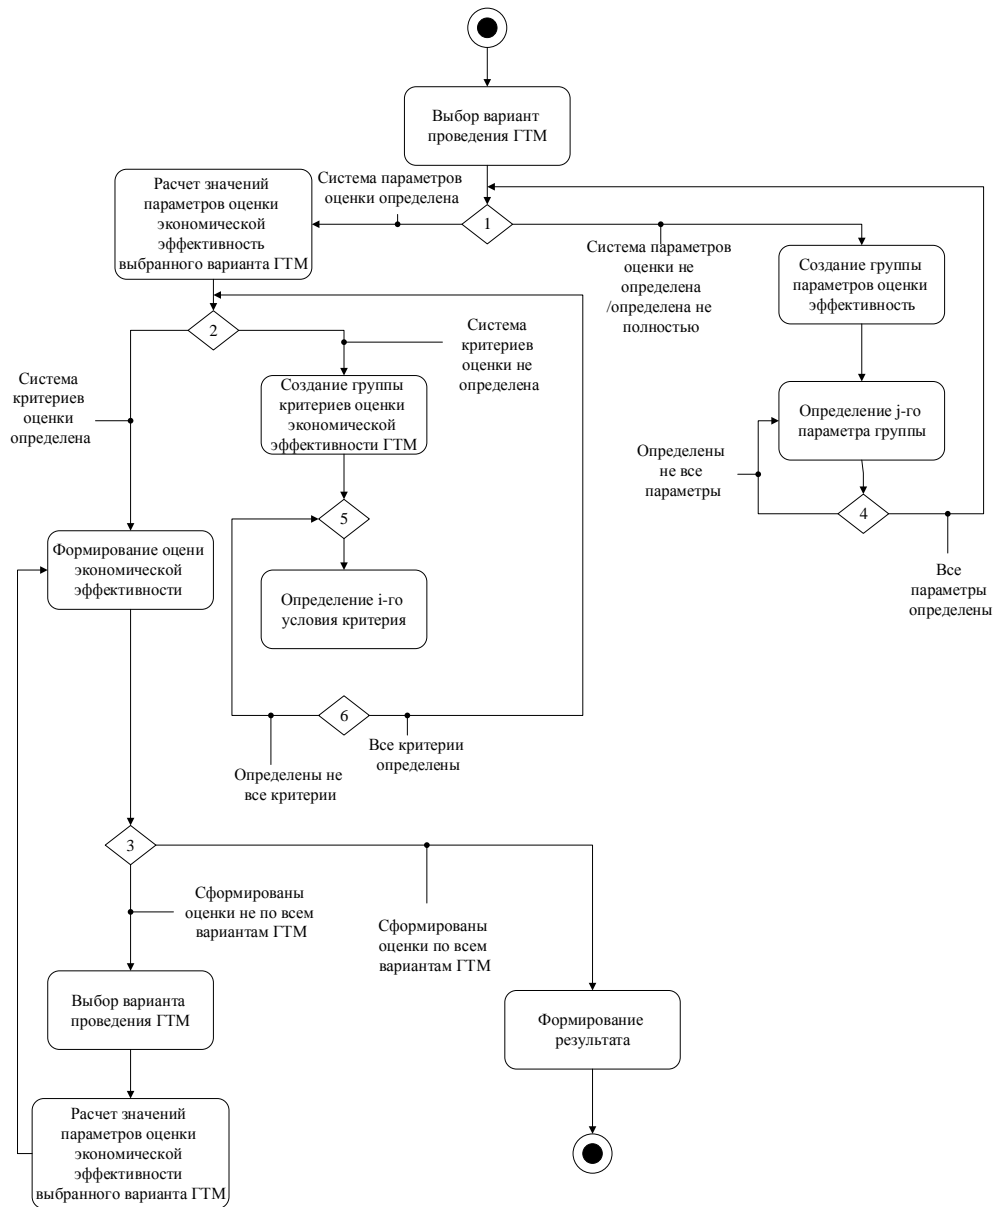 Выбор вариант
проведения ГТМ
Система параметров
оценки определена
Расчет значений
параметров оценки
экономической
эффективность
выбранного варианта ГТМ
1
Система параметров
оценки не
определена
/определена не
полностью
Создание группы
параметров оценки
эффективность
2
Система
критериев
оценки не
определена
Система
критериев
оценки
определена
Создание группы
критериев оценки
экономической
эффективности ГТМ
Определение j-го
параметра группы
Определены
не все
параметры
4
5
Все
параметры
определены
Формирование оцени
экономической
эффективности
Определение i-го
условия критерия
6
Все критерии
определены
Определены не
все критерии
3
Сформированы
оценки не по всем
вариантам ГТМ
Сформированы
оценки по всем
вариантам ГТМ
Выбор варианта
проведения ГТМ
Формирование
результата
Расчет значений
параметров оценки
экономической
эффективности
выбранного варианта ГТМ